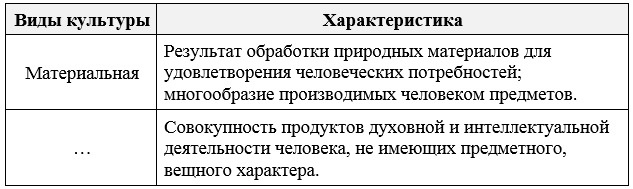 Виды культуры
Характеристика
Материальная
Результат обработки природных материалов для
удовлетворения человеческих потребностей;
многообразие производимых человеком предметов.
…
Совокупность продуктов духовной и интеллектуальной
деятельности человека, не имеющих предметного,
вещного характера.